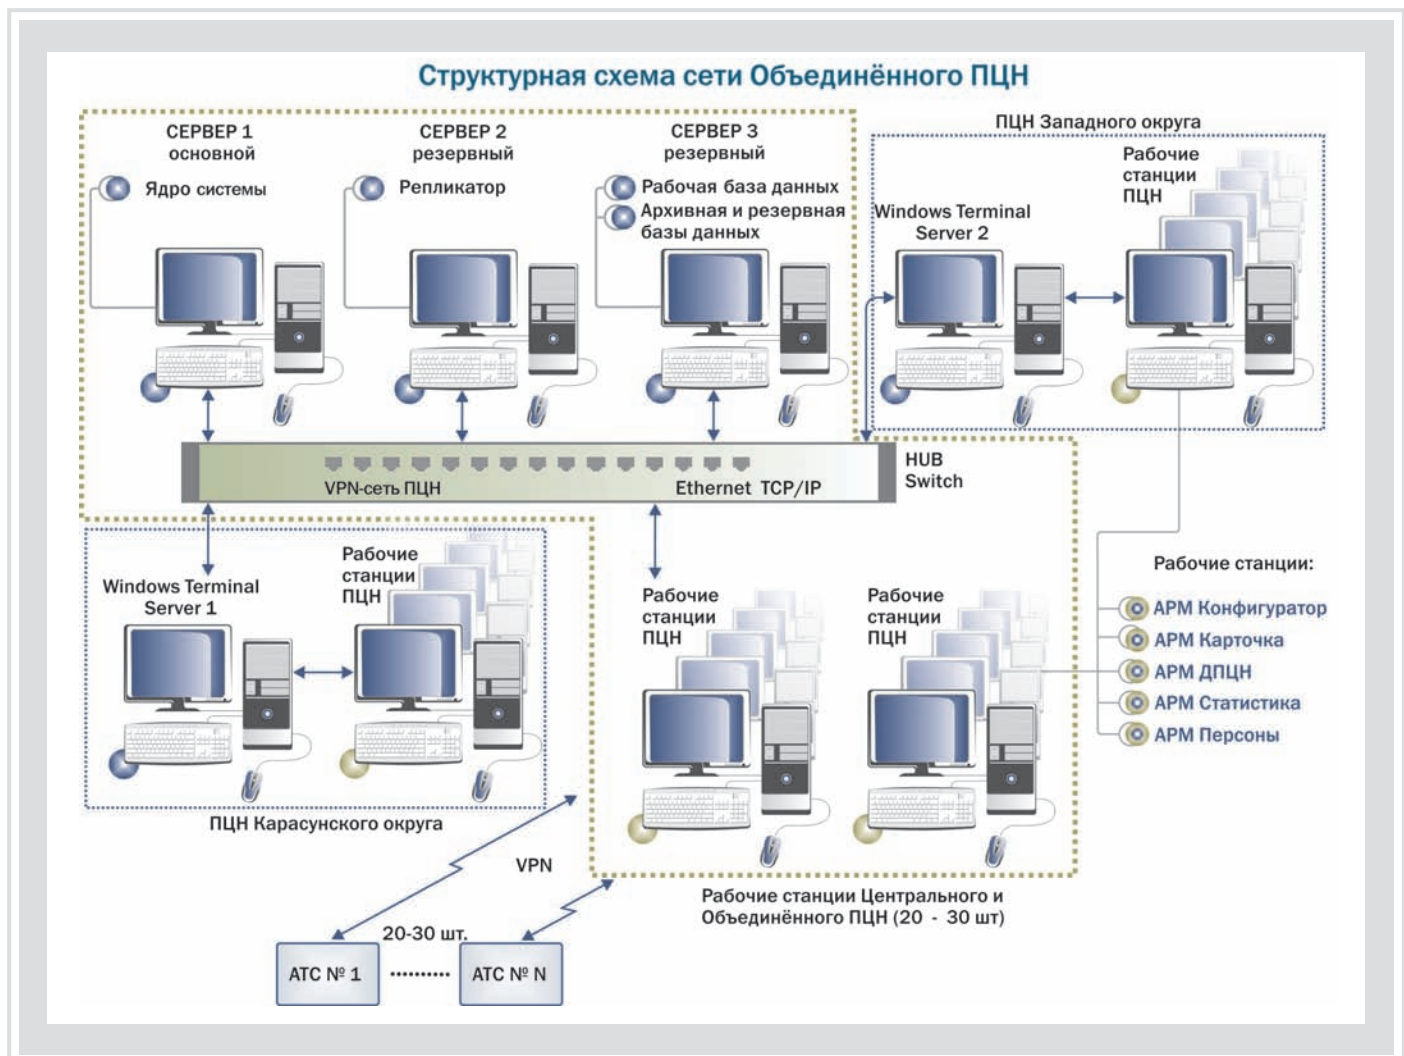 Структурная схема сети Объединённого ПЦН
СЕРВЕР 1
основной
Ядро системы
СЕРВЕР 2
резервный
Репликатор
СЕРВЕР 3
резервный
Рабочая база данных
Архивная и резервная
базы данных
ПЦН Западного округа
Рабочие
станции
ПЦН
Windows Terminal
Server 2
HUB
Switch
VPN-сеть ПЦН
Ethernet TCP/IP
Windows Terminal
Server 1
Рабочие
станции
ПЦН
ПЦН Карасунского округа
Рабочие
станции
ПЦН
Рабочие
станции
ПЦН
Рабочие станции:
АРМ Конфигуратор
АРМ Карточка
АРМ ДПЦН
АРМ Статистика
АРМ Персоны
VPN
Рабочие станции Центрального и
Объединённого ПЦН (20 - 30 шт)
20-30 шт.
АТС № 1
..........
АТС № N